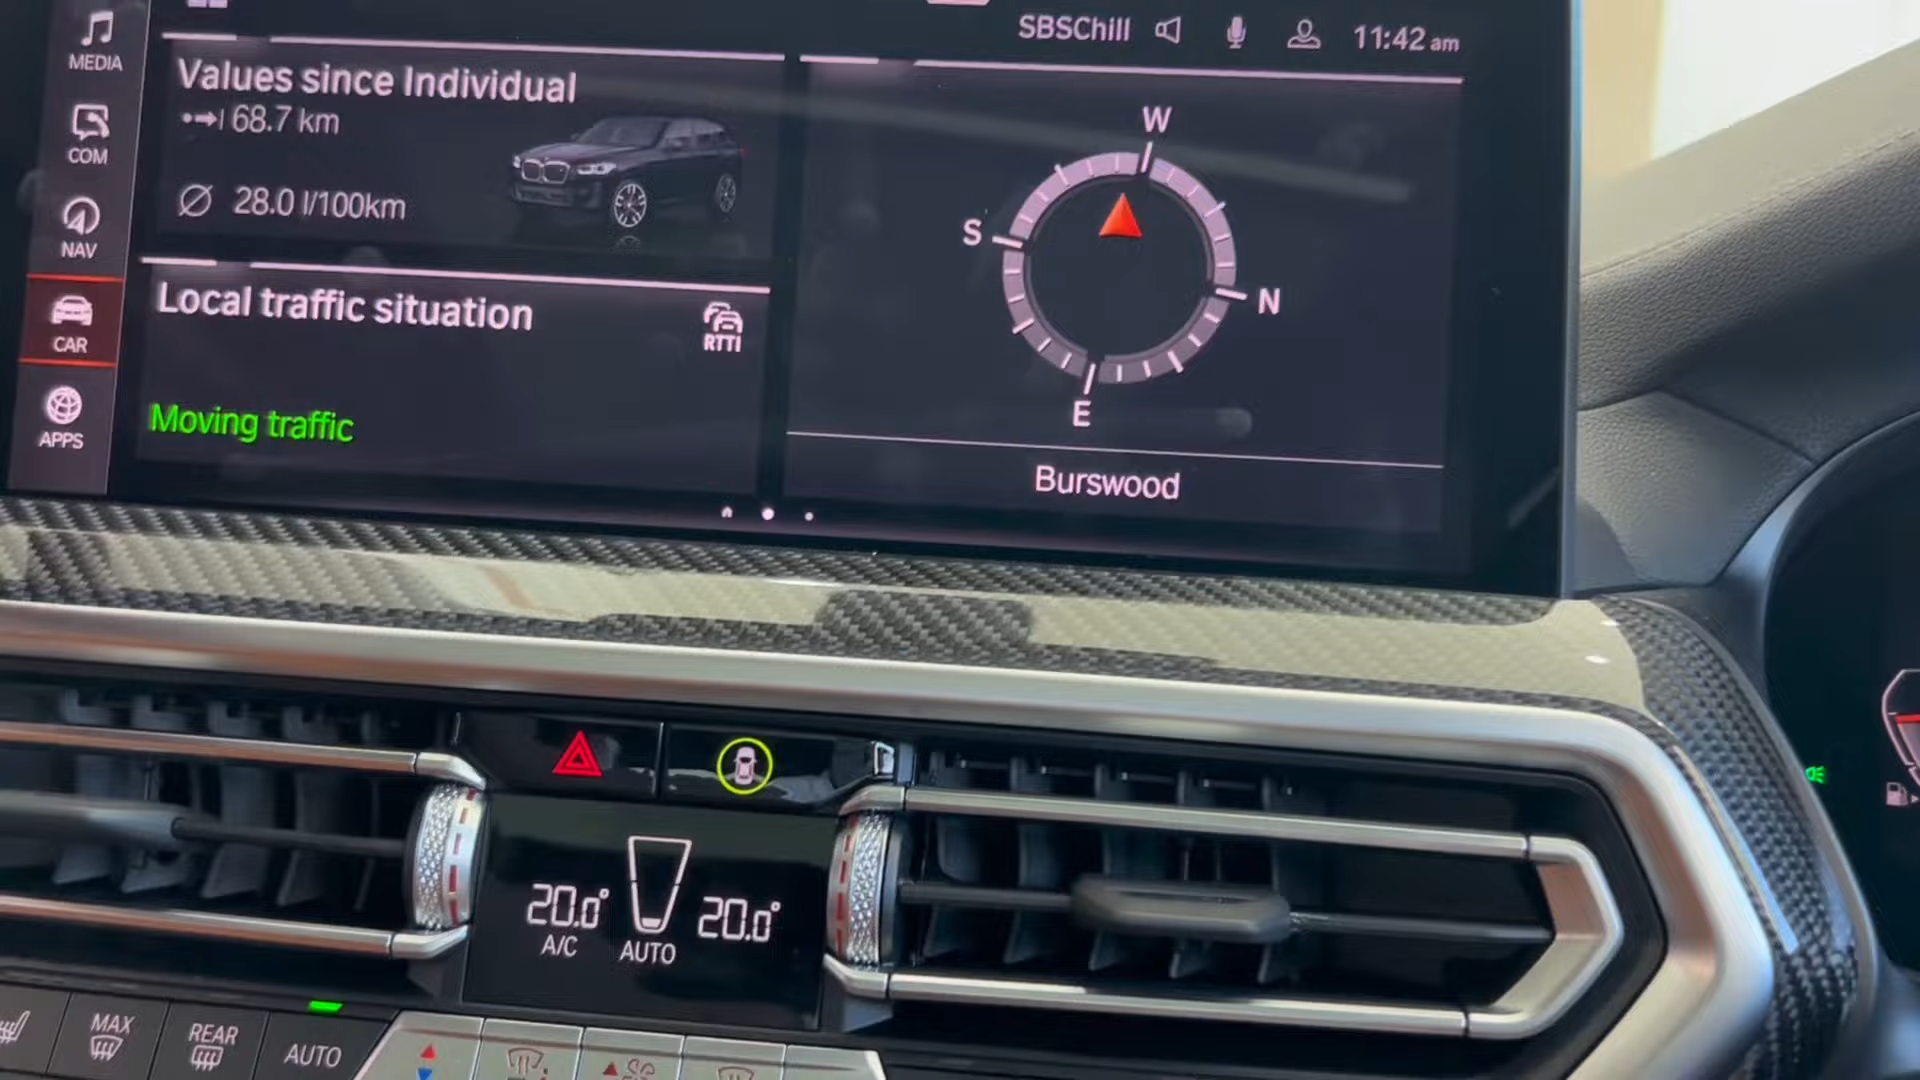 SBSChill
11:42 am
MEDIA
COM
NAV
CAR
APPS
Values since Individual
68.7 km
28.0 l/100km
Local traffic situation
RTTI
Moving traffic
W
S
N
E
Burswood
20.0°
20.0°
A/C
AUTO
MAX
REAR
AUTO